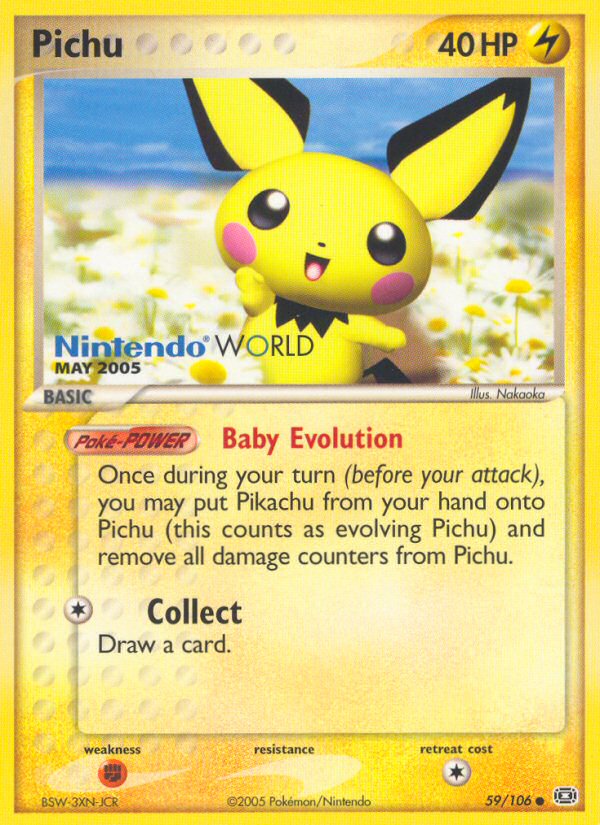 Pichu 40 HP
Nintendo® WORLD
MAY 2005
BASIC
Illus. Nakaoka
Poké-POWER Baby Evolution
Once during your turn (before your attack),
you may put Pikachu from your hand onto
Pichu (this counts as evolving Pichu) and
remove all damage counters from Pichu.
Collect
Draw a card.
weakness resistance retreat cost
BSW-3XN-JCR ©2005 Pokémon/Nintendo 59/106